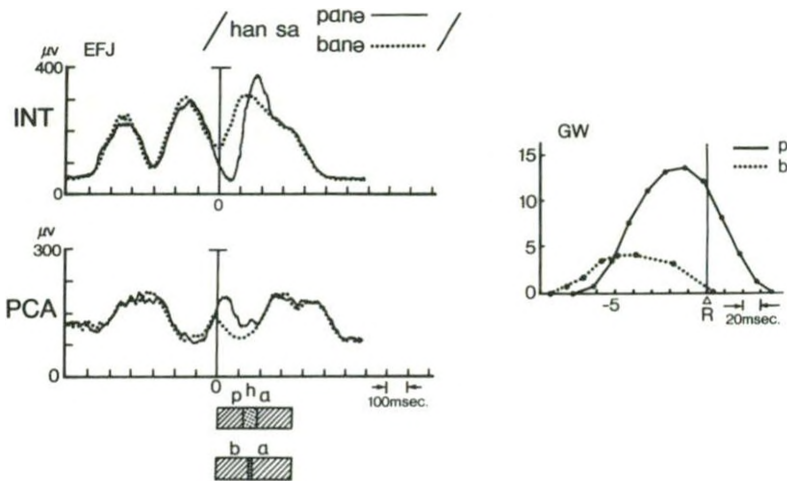 / han sa pɑnə
bɑnə /
μv EFJ
400
INT
0
0
μv
300
PCA
0
0
100msec.
p h ɑ
b ɑ
GW
p
b
15
10
5
0
-5
R
20msec.